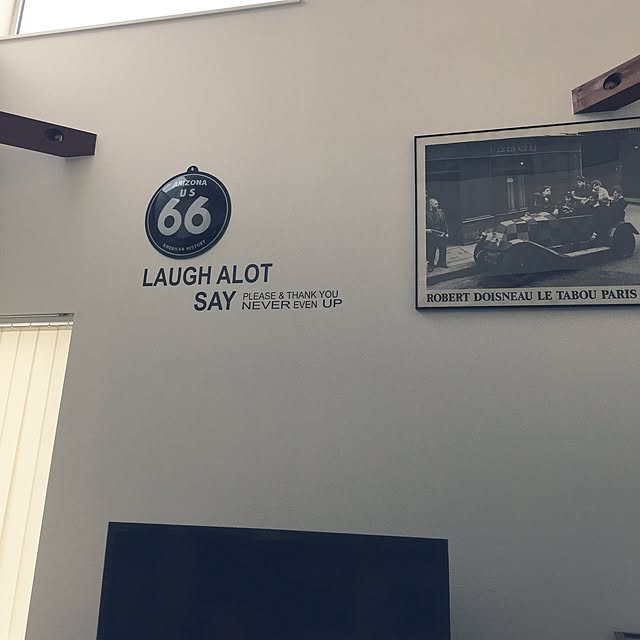 ARIZONA
US
66
AMERICAN HISTORY
LAUGH ALOT
SAY PLEASE & THANK YOU
NEVER EVEN UP
ROBERT DOISNEAU LE TABOU PARIS